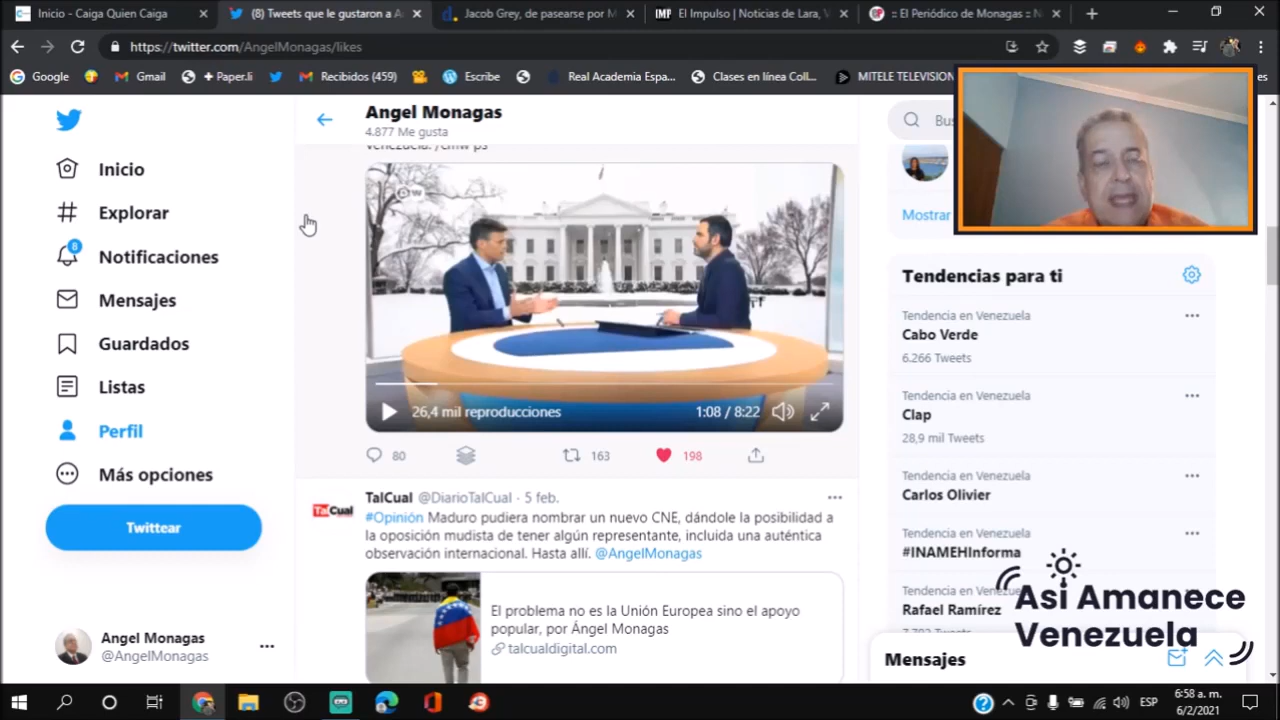 Inicio - Caiga Quien Caiga
(8) Tweets que le gustaron a A
Jacob Grey, de pasearse por M
El Impulso | Noticias de Lara, V
:: El Periódico de Monagas :: N
https://twitter.com/AngelMonagas/likes
Google
Gmail
+ Paper.li
Recibidos (459)
Escribe
Real Academia Espa...
Clases en línea Coll...
MITELE TELEVISION
Angel Monagas
4.877 Me gusta
Venezuela. /cmw ps
Inicio
Explorar
Notificaciones
8
Mensajes
Guardados
Listas
Perfil
Más opciones
Twittear
Angel Monagas
@AngelMonagas
26,4 mil reproducciones
1:08 / 8:22
80
163
198
TalCual @DiarioTalCual · 5 feb.
TalCual
#Opinión Maduro pudiera nombrar un nuevo CNE, dándole la posibilidad a
la oposición mudista de tener algún representante, incluida una auténtica
observación internacional. Hasta allí. @AngelMonagas
El problema no es la Unión Europea sino el apoyo
popular, por Ángel Monagas
talcualdigital.com
Bus
Mostrar
Tendencias para ti
Tendencia en Venezuela
Cabo Verde
6.266 Tweets
Tendencia en Venezuela
Clap
28,9 mil Tweets
Tendencia en Venezuela
Carlos Olivier
Tendencia en Venezuela
#INAMEHInforma
Tendencia en Venezuela
Rafael Ramírez
Así Amanece
Venezuela
Mensajes
ESP
6:58 a. m.
6/2/2021